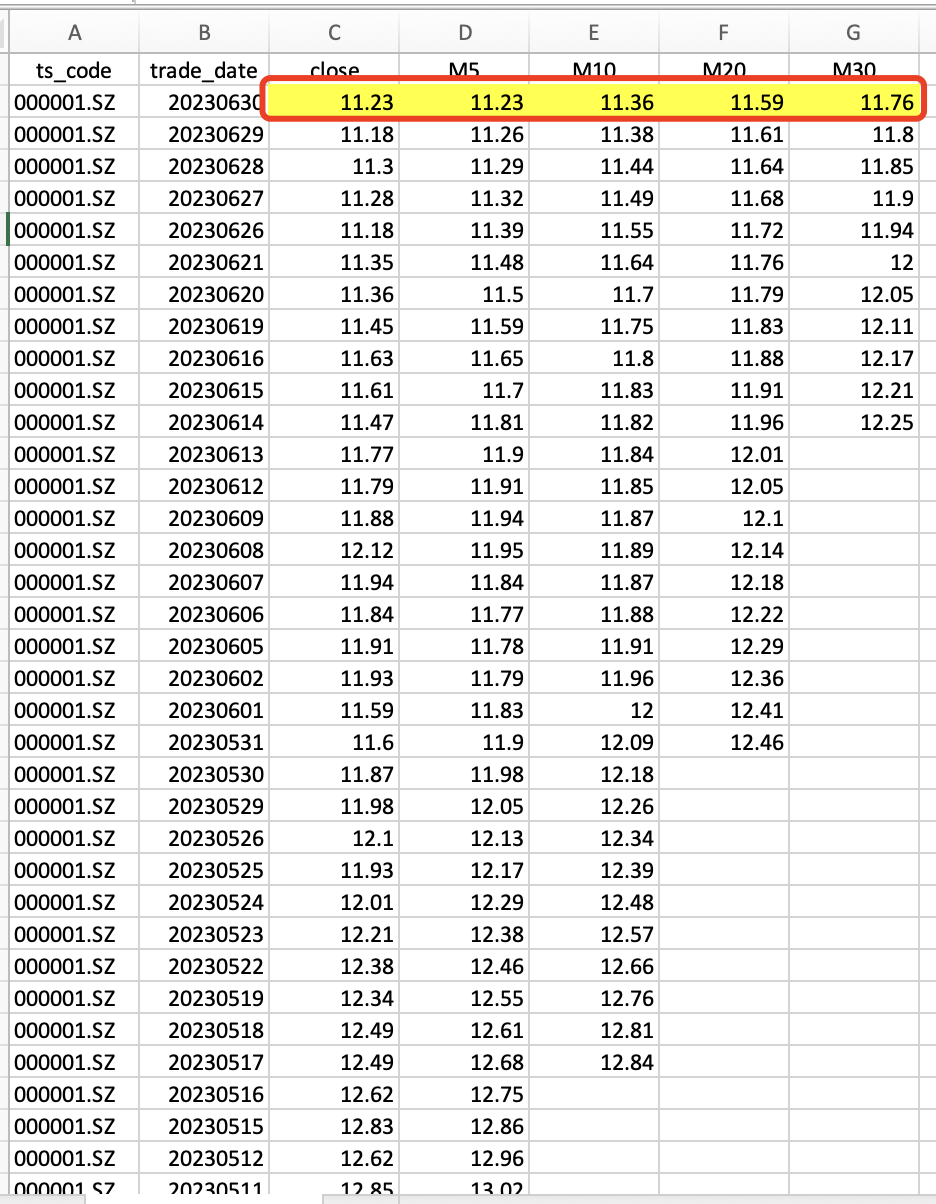 A B C D E F G
ts_code trade_date close M5 M10 M20 M30
000001.SZ 20230630 11.23 11.23 11.36 11.59 11.76
000001.SZ 20230629 11.18 11.26 11.38 11.61 11.8
000001.SZ 20230628 11.3 11.29 11.44 11.64 11.85
000001.SZ 20230627 11.28 11.32 11.49 11.68 11.9
000001.SZ 20230626 11.18 11.39 11.55 11.72 11.94
000001.SZ 20230621 11.35 11.48 11.64 11.76 12
000001.SZ 20230620 11.36 11.5 11.7 11.79 12.05
000001.SZ 20230619 11.45 11.59 11.75 11.83 12.11
000001.SZ 20230616 11.63 11.65 11.8 11.88 12.17
000001.SZ 20230615 11.61 11.7 11.83 11.91 12.21
000001.SZ 20230614 11.47 11.81 11.82 11.96 12.25
000001.SZ 20230613 11.77 11.9 11.84 12.01
000001.SZ 20230612 11.79 11.91 11.85 12.05
000001.SZ 20230609 11.88 11.94 11.87 12.1
000001.SZ 20230608 12.12 11.95 11.89 12.14
000001.SZ 20230607 11.94 11.84 11.87 12.18
000001.SZ 20230606 11.84 11.77 11.88 12.22
000001.SZ 20230605 11.91 11.78 11.91 12.29
000001.SZ 20230602 11.93 11.79 11.96 12.36
000001.SZ 20230601 11.59 11.83 12 12.41
000001.SZ 20230531 11.6 11.9 12.09 12.46
000001.SZ 20230530 11.87 11.98 12.18
000001.SZ 20230529 11.98 12.05 12.26
000001.SZ 20230526 12.1 12.13 12.34
000001.SZ 20230525 11.93 12.17 12.39
000001.SZ 20230524 12.01 12.29 12.48
000001.SZ 20230523 12.21 12.38 12.57
000001.SZ 20230522 12.38 12.46 12.66
000001.SZ 20230519 12.34 12.55 12.76
000001.SZ 20230518 12.49 12.61 12.81
000001.SZ 20230517 12.49 12.68 12.84
000001.SZ 20230516 12.62 12.75
000001.SZ 20230515 12.83 12.86
000001.SZ 20230512 12.62 12.96
000001.SZ 20230511 12.85 13.02